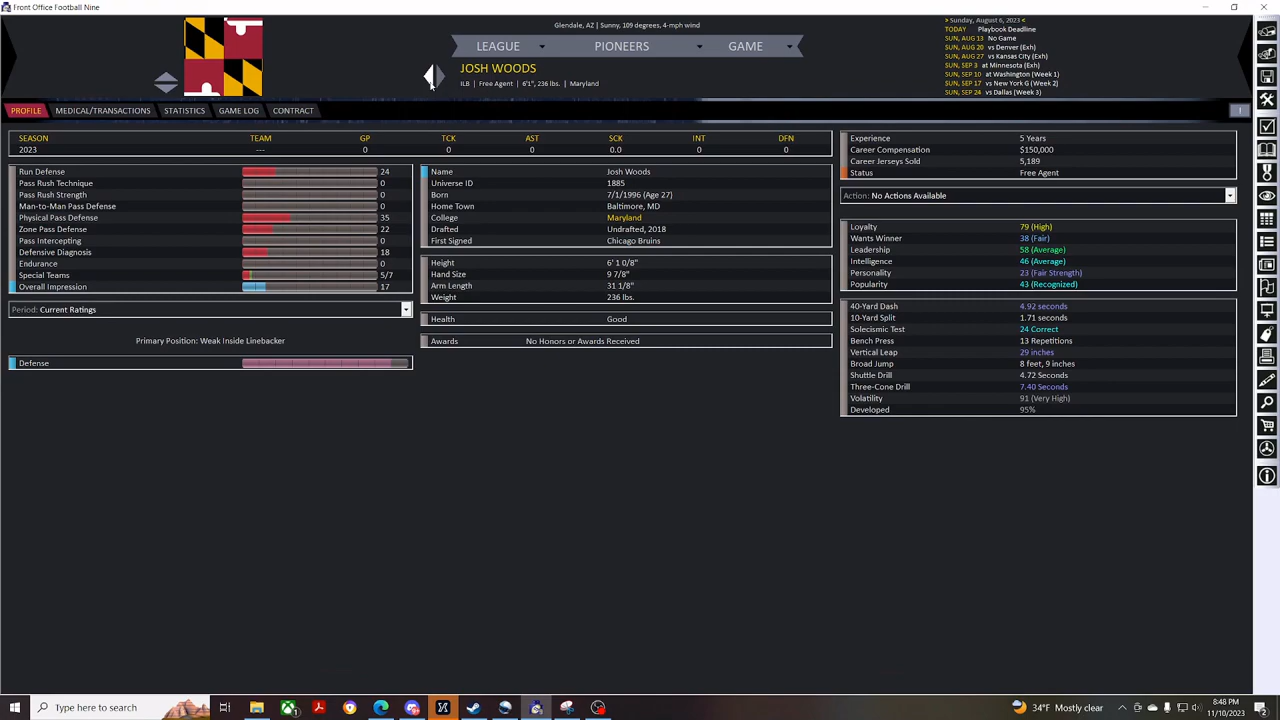 Front Office Football Nine
Glendale, AZ | Sunny, 109 degrees, 4-mph wind
LEAGUE PIONEERS GAME
JOSH WOODS
ILB | Free Agent | 6'1", 236 lbs. | Maryland
> Sunday, August 6, 2023 <
TODAY Playbook Deadline
SUN, AUG 13 No Game
SUN, AUG 20 vs Denver (Exh)
SUN, AUG 27 vs Kansas City (Exh)
SUN, SEP 3 at Minnesota (Exh)
SUN, SEP 10 at Washington (Week 1)
SUN, SEP 17 vs New York G (Week 2)
SUN, SEP 24 vs Dallas (Week 3)
PROFILE MEDICAL/TRANSACTIONS STATISTICS GAME LOG CONTRACT
SEASON TEAM GP TCK AST SCK INT DFN
2023 --- 0 0 0 0.0 0 0
Run Defense 24
Pass Rush Technique 0
Pass Rush Strength 0
Man-to-Man Pass Defense 0
Physical Pass Defense 35
Zone Pass Defense 22
Pass Intercepting 0
Defensive Diagnosis 18
Endurance 0
Special Teams 5/7
Overall Impression 17
Period: Current Ratings
Primary Position: Weak Inside Linebacker
Defense
Name Josh Woods
Universe ID 1885
Born 7/1/1996 (Age 27)
Home Town Baltimore, MD
College Maryland
Drafted Undrafted, 2018
First Signed Chicago Bruins
Height 6' 1 0/8"
Hand Size 9 7/8"
Arm Length 31 1/8"
Weight 236 lbs.
Health Good
Awards No Honors or Awards Received
Experience 5 Years
Career Compensation $150,000
Career Jerseys Sold 5,189
Status Free Agent
Action: No Actions Available
Loyalty 79 (High)
Wants Winner 38 (Fair)
Leadership 58 (Average)
Intelligence 46 (Average)
Personality 23 (Fair Strength)
Popularity 43 (Recognized)
40-Yard Dash 4.92 seconds
10-Yard Split 1.71 seconds
Solecismic Test 24 Correct
Bench Press 13 Repetitions
Vertical Leap 29 inches
Broad Jump 8 feet, 9 inches
Shuttle Drill 4.72 Seconds
Three-Cone Drill 7.40 Seconds
Volatility 91 (Very High)
Developed 95%
Type here to search
34°F Mostly clear
8:48 PM
11/10/2023